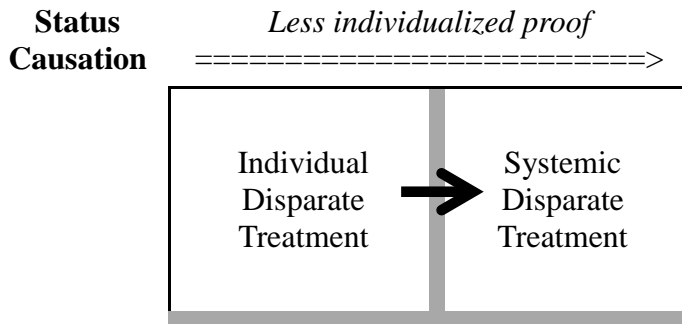 Status Less individualized proof
Causation =========================>
Individual
Disparate
Treatment
Systemic
Disparate
Treatment